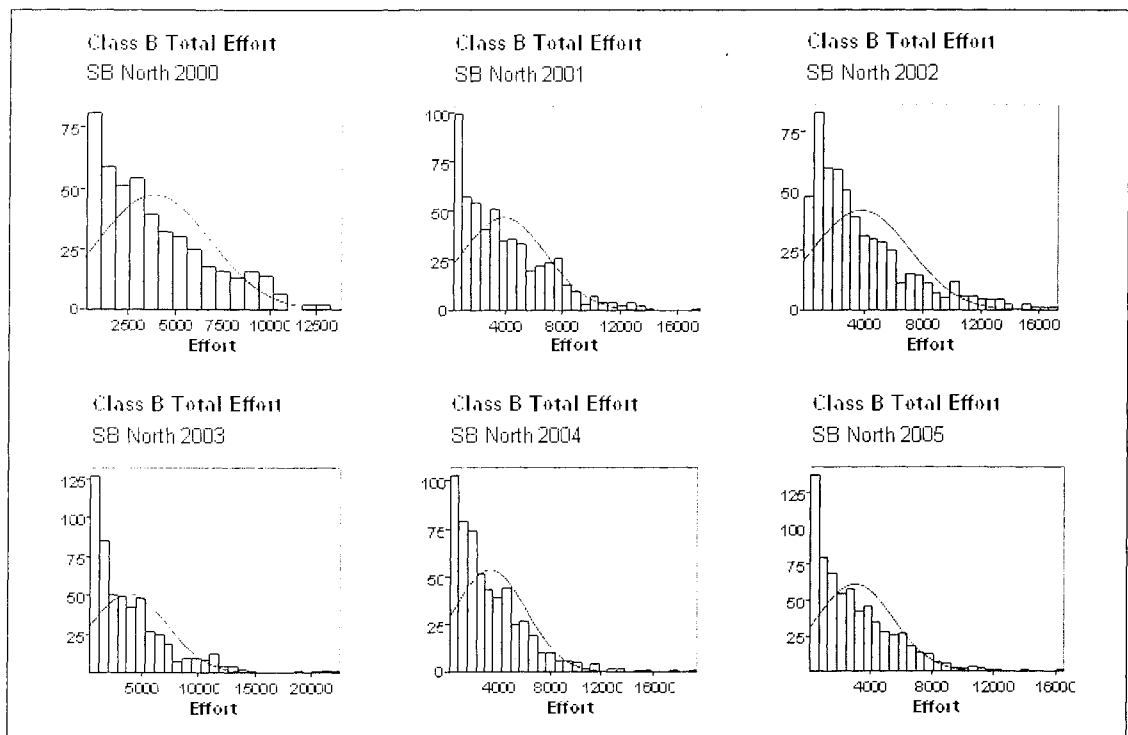 Class B Total Effort
SB North 2000
75
50
25
0
2500 5000 7500 10000 12500
Effort
Class B Total Effort
SB North 2001
100
75
50
25
0
4000 8000 12000 16000
Effort
Class B Total Effort
SB North 2002
75
50
25
0
4000 8000 12000 16000
Effort
Class B Total Effort
SB North 2003
125
100
75
50
25
5000 10000 15000 20000
Effort
Class B Total Effort
SB North 2004
100
75
50
25
0
4000 8000 12000 16000
Effort
Class B Total Effort
SB North 2005
125
100
75
50
25
4000 8000 12000 16000
Effort